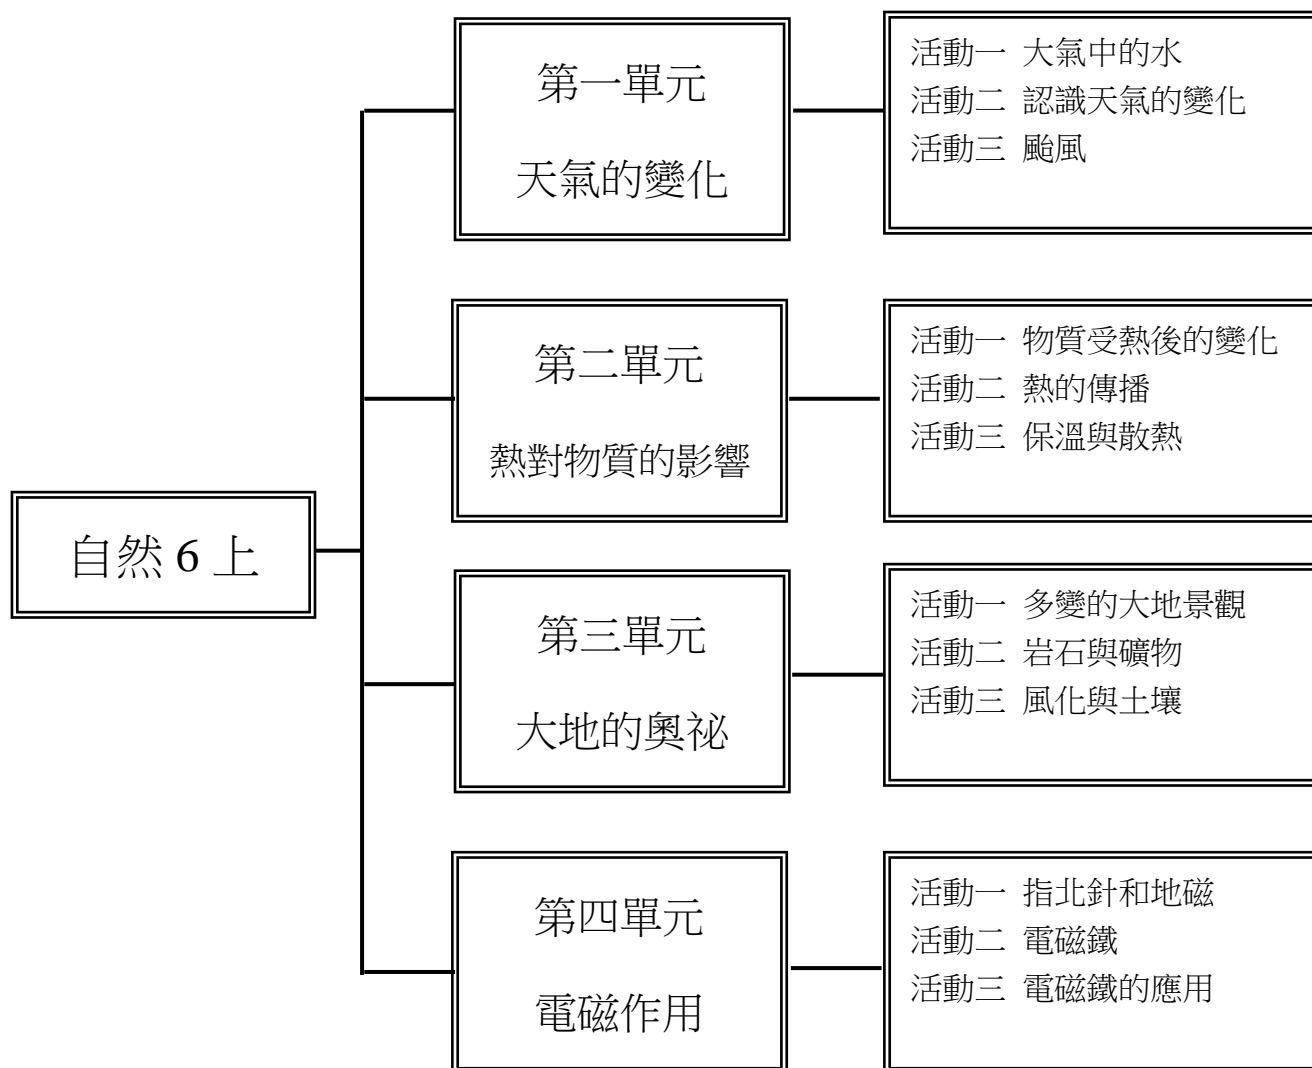 自然 6 上
第一單元
天氣的變化
活動一 大氣中的水
活動二 認識天氣的變化
活動三 颱風
第二單元
熱對物質的影響
活動一 物質受熱後的變化
活動二 熱的傳播
活動三 保溫與散熱
第三單元
大地的奧祕
活動一 多變的大地景觀
活動二 岩石與礦物
活動三 風化與土壤
第四單元
電磁作用
活動一 指北針和地磁
活動二 電磁鐵
活動三 電磁鐵的應用